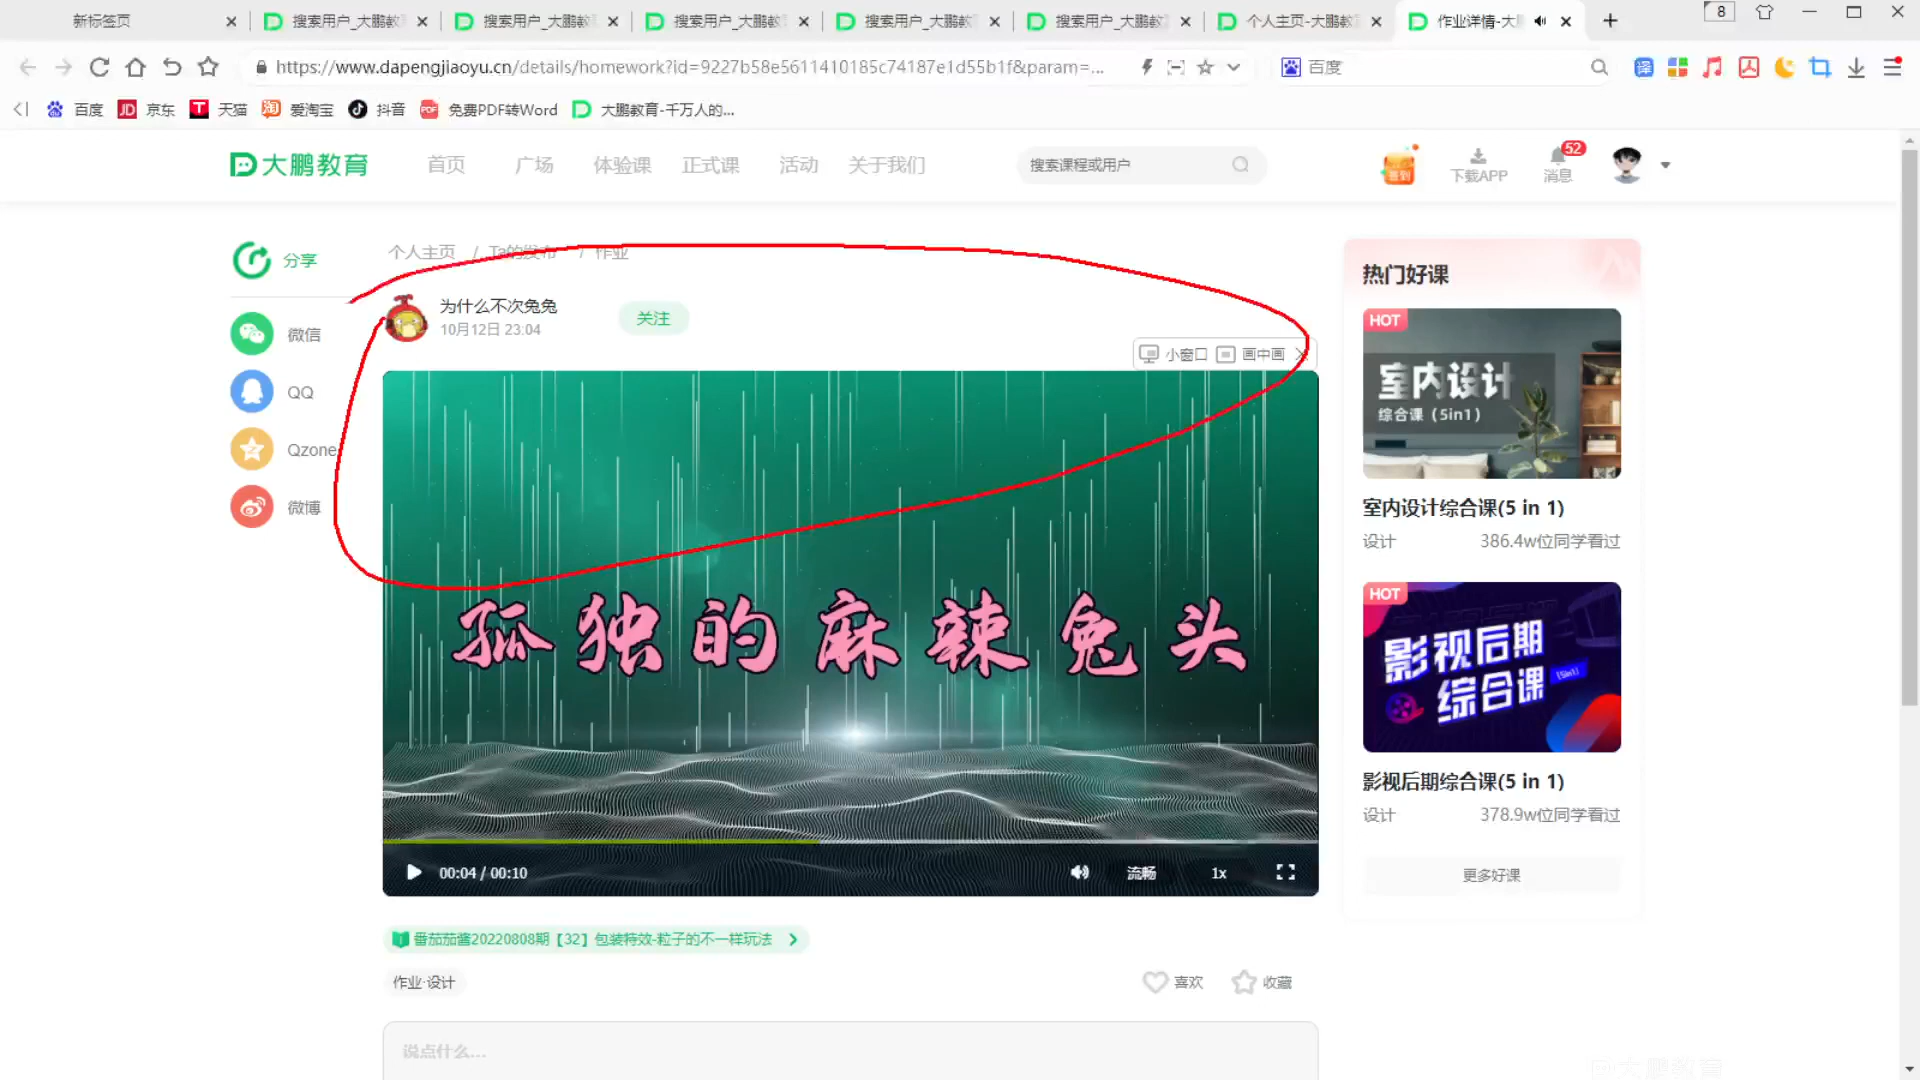 新标签页
搜索用户_大鹏教
搜索用户_大鹏教
搜索用户_大鹏教
搜索用户_大鹏教
搜索用户_大鹏教
个人主页-大鹏教
作业详情-大
8
https://www.dapengjiaoyu.cn/details/homework?id=9227b58e5611410185c74187e1d55b1f&param=...
百度
译
百度
JD 京东
T 天猫
淘 爱淘宝
抖音
PDF 免费PDF转Word
大鹏教育-千万人的...
大鹏教育
首页
广场
体验课
正式课
活动
关于我们
搜索课程或用户
签到
下载APP
52
消息
分享
微信
QQ
Qzone
微博
个人主页 / Ta的发布 / 作业
为什么不次兔兔
10月12日 23:04
关注
小窗口 画中画
孤独的麻辣兔头
00:04 / 00:10
流畅
1x
番茄茄酱20220808期【32】包装特效-粒子的不一样玩法
作业·设计
喜欢
收藏
说点什么...
热门好课
HOT
室内设计
综合课（5in1）
室内设计综合课(5 in 1)
设计 386.4w位同学看过
HOT
影视后期
综合课
(5in1)
影视后期综合课(5 in 1)
设计 378.9w位同学看过
更多好课
大鹏教育